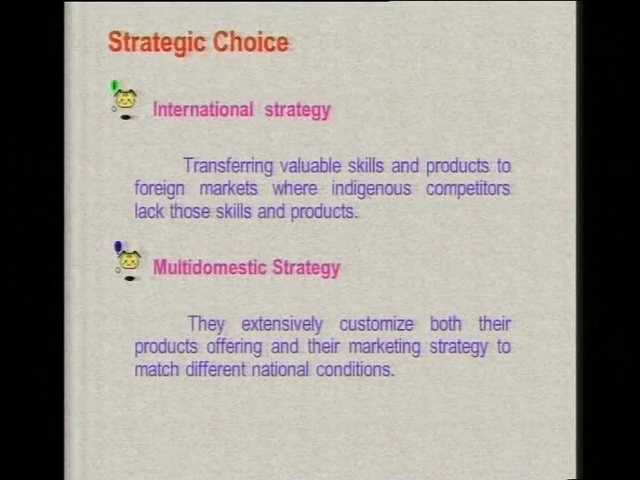 Strategic Choice
International strategy
Transferring valuable skills and products to
foreign markets where indigenous competitors
lack those skills and products.
Multidomestic Strategy
They extensively customize both their
products offering and their marketing strategy to
match different national conditions.